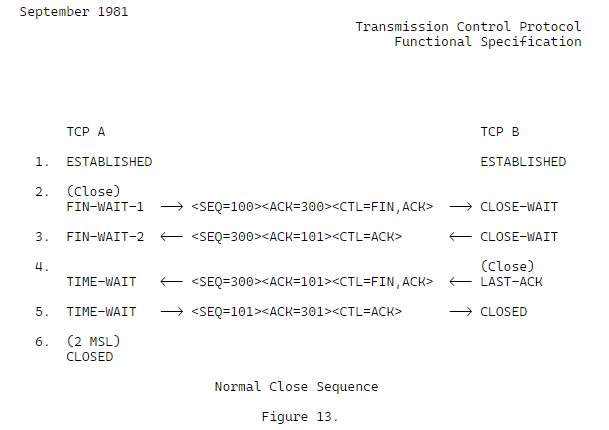 September 1981
Transmission Control Protocol
Functional Specification
TCP A TCP B
1. ESTABLISHED ESTABLISHED
2. (Close)
FIN-WAIT-1 --> <SEQ=100><ACK=300><CTL=FIN,ACK> --> CLOSE-WAIT
3. FIN-WAIT-2 <-- <SEQ=300><ACK=101><CTL=ACK> <-- CLOSE-WAIT
4. (Close)
TIME-WAIT <-- <SEQ=300><ACK=101><CTL=FIN,ACK> <-- LAST-ACK
5. TIME-WAIT --> <SEQ=101><ACK=301><CTL=ACK> --> CLOSED
6. (2 MSL)
CLOSED
Normal Close Sequence
Figure 13.